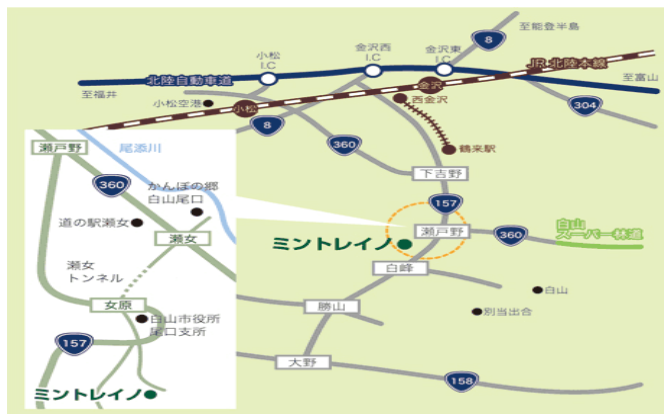 至能登半島
8
小松
I.C
金沢西
I.C
金沢東
I.C
JR 北陸本線
北陸自動車道
金沢
至富山
至福井
小松空港
小松
西金沢
304
8
360
鶴来駅
下吉野
157
瀬戸野
360
白山
スーパー林道
ミントレイノ
白峰
白山
勝山
別当出合
大野
158
瀬戸野
尾添川
360
かんぽの郷
白山尾口
道の駅瀬女
瀬女
瀬女
トンネル
女原
白山市役所
尾口支所
157
ミントレイノ